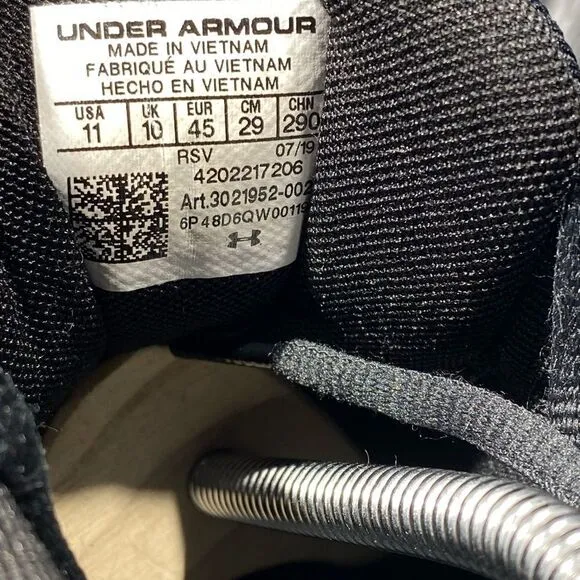 UNDER ARMOUR
MADE IN VIETNAM
FABRIQUÉ AU VIETNAM
HECHO EN VIETNAM
USA UK EUR CM CHN
11 10 45 29 290
RSV 07/19
4202217206
Art.3021952-002
6P48D6QW00119